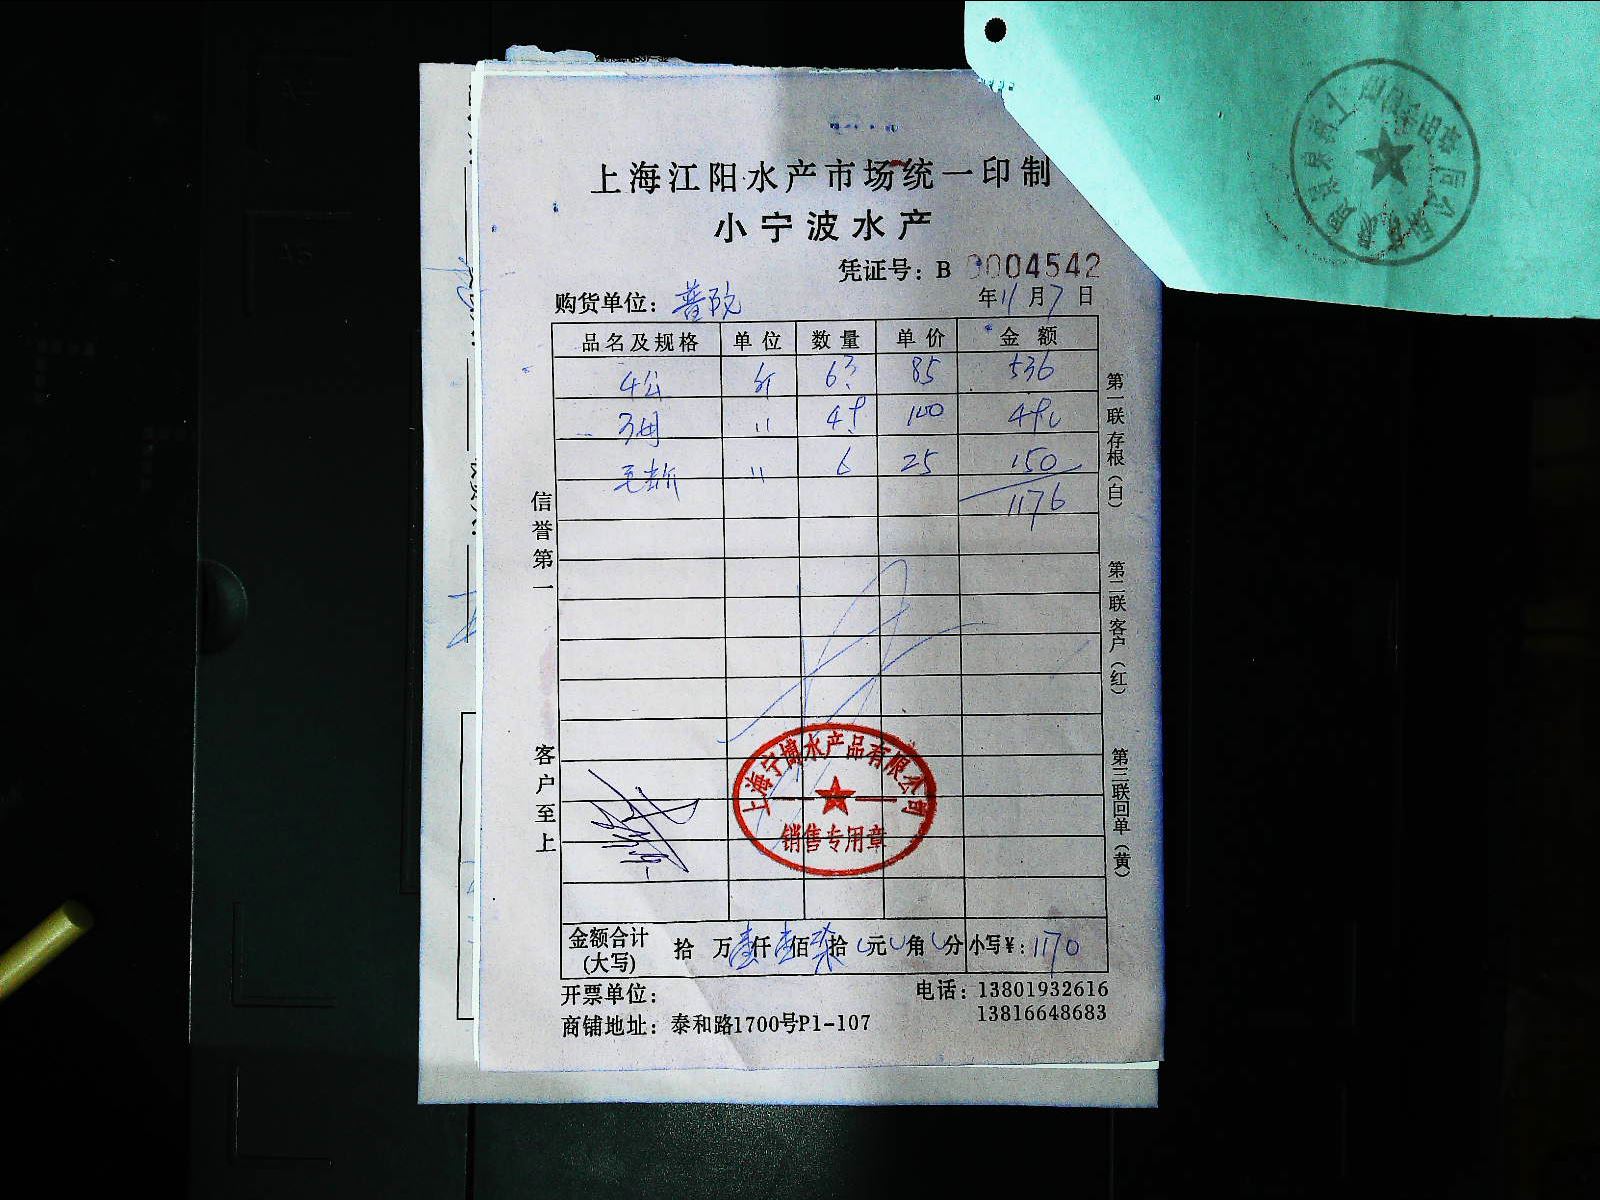 上海江阳水产市场统一印制
小宁波水产
凭证号：B 0004542
购货单位：普陀 年11月7日
品名及规格 单位 数量 单价 金额
4公 斤 63 85 536
3母 〃 49 100 490
〃 6 25 150
1176
信誉第一
客户至上
第一联存根（白）
第二联客户（红）
第三联回单（黄）
上海宁博水产品有限公司
销售专用章
金额合计(大写) 拾 万壹仟壹佰柒拾 元 角 分 小写￥：1170
开票单位： 电话：13801932616
13816648683
商铺地址：泰和路1700号P1-107